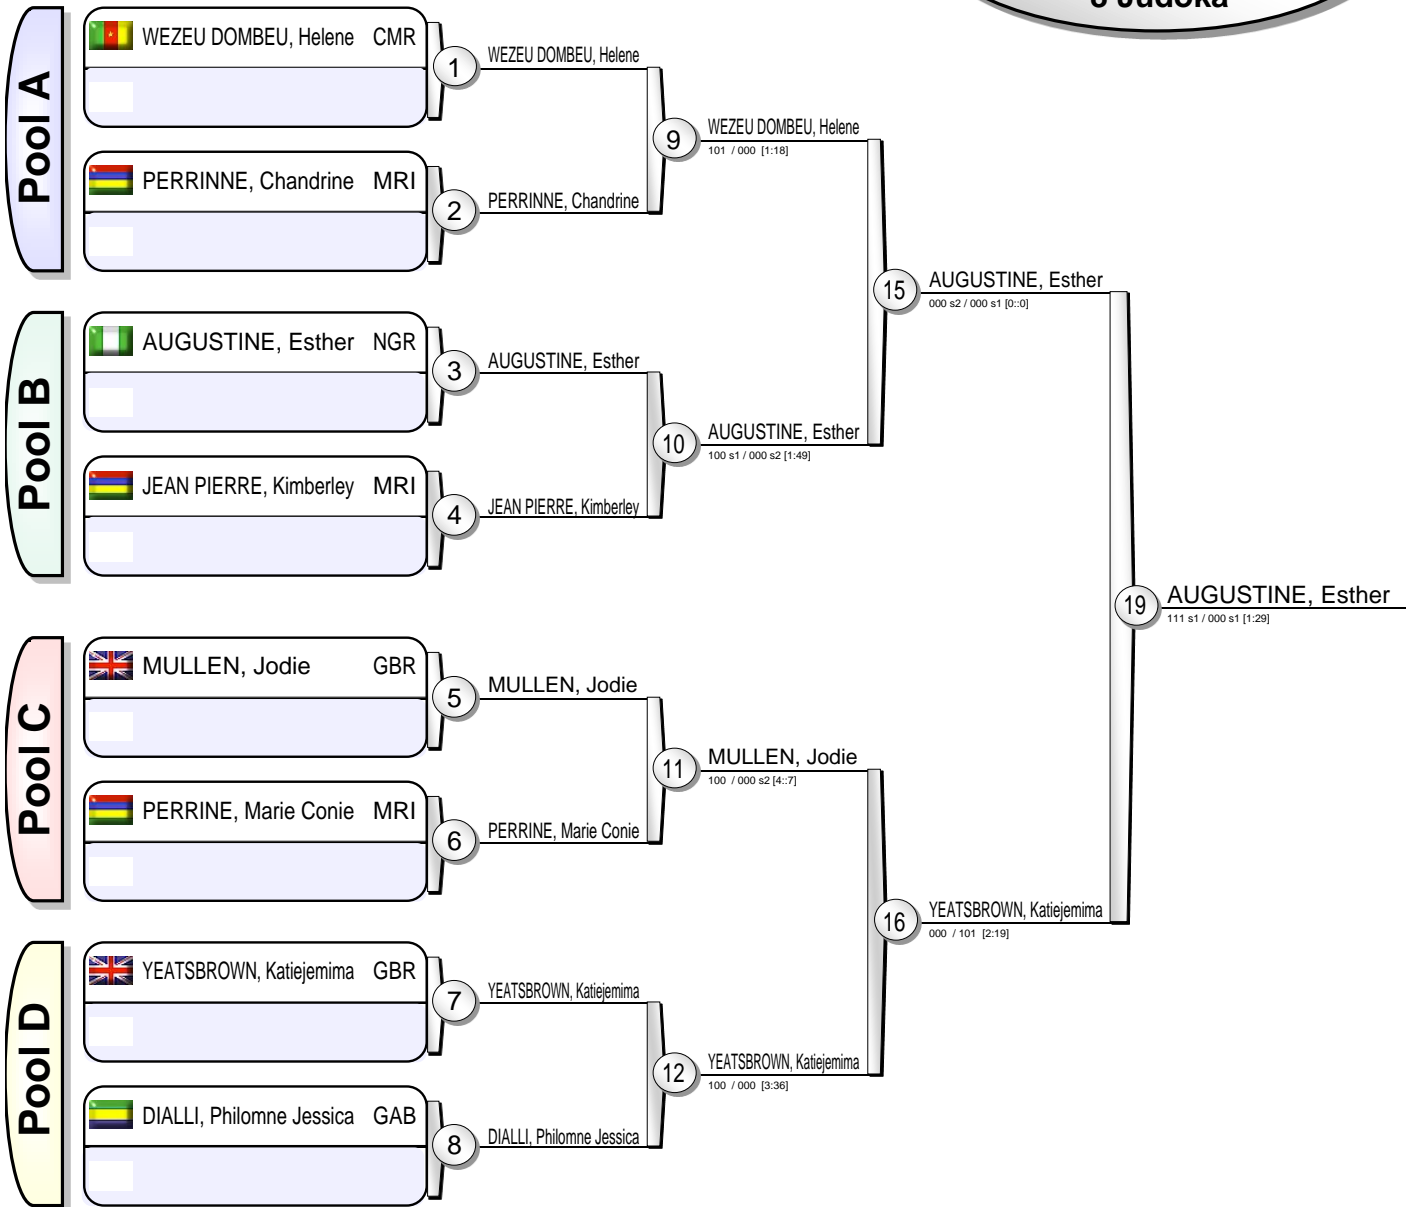 Judoka
Pool A
WEZEU DOMBEU, Helene CMR
1
WEZEU DOMBEU, Helene
9
WEZEU DOMBEU, Helene
101 / 000 [1:18]
PERRINNE, Chandrine MRI
2
PERRINNE, Chandrine
15
AUGUSTINE, Esther
000 s2 / 000 s1 [0::0]
Pool B
AUGUSTINE, Esther NGR
3
AUGUSTINE, Esther
10
AUGUSTINE, Esther
100 s1 / 000 s2 [1:49]
JEAN PIERRE, Kimberley MRI
4
JEAN PIERRE, Kimberley
19
AUGUSTINE, Esther
111 s1 / 000 s1 [1:29]
Pool C
MULLEN, Jodie GBR
5
MULLEN, Jodie
11
MULLEN, Jodie
100 / 000 s2 [4::7]
PERRINE, Marie Conie MRI
6
PERRINE, Marie Conie
16
YEATSBROWN, Katiejemima
000 / 101 [2:19]
Pool D
YEATSBROWN, Katiejemima GBR
7
YEATSBROWN, Katiejemima
12
YEATSBROWN, Katiejemima
100 / 000 [3:36]
DIALLI, Philomne Jessica GAB
8
DIALLI, Philomne Jessica